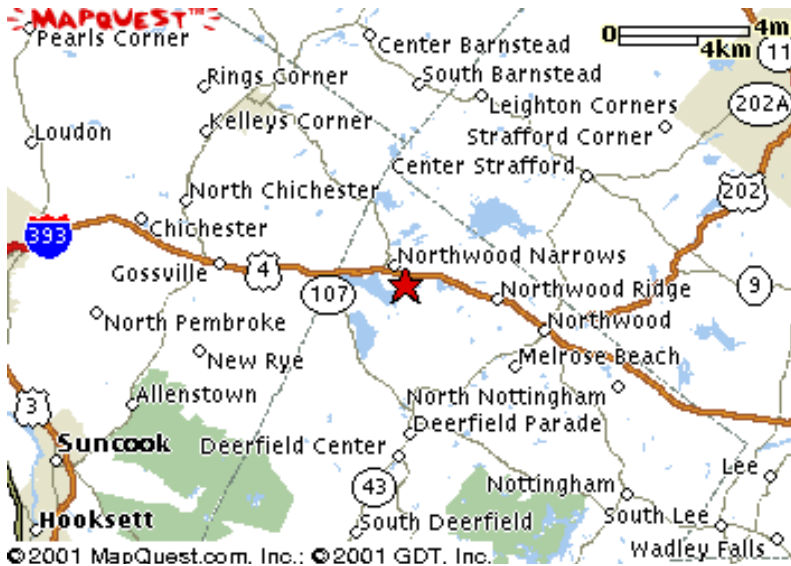 MAPQUEST™
Pearls Corner
Center Barnstead
0 4m
4km
11
Rings Corner
South Barnstead
Leighton Corners
202A
Loudon
Kelleys Corner
Strafford Corner
Center Strafford
North Chichester
202
Chichester
393
Gossville
4
Northwood Narrows
107
Northwood Ridge
9
North Pembroke
Northwood
New Rye
Melrose Beach
3
Allenstown
North Nottingham
Deerfield Parade
Suncook
Deerfield Center
Lee
43
Nottingham
Hooksett
South Deerfield
South Lee
Wadley Falls
©2001 MapQuest.com, Inc.; ©2001 GDT, Inc.